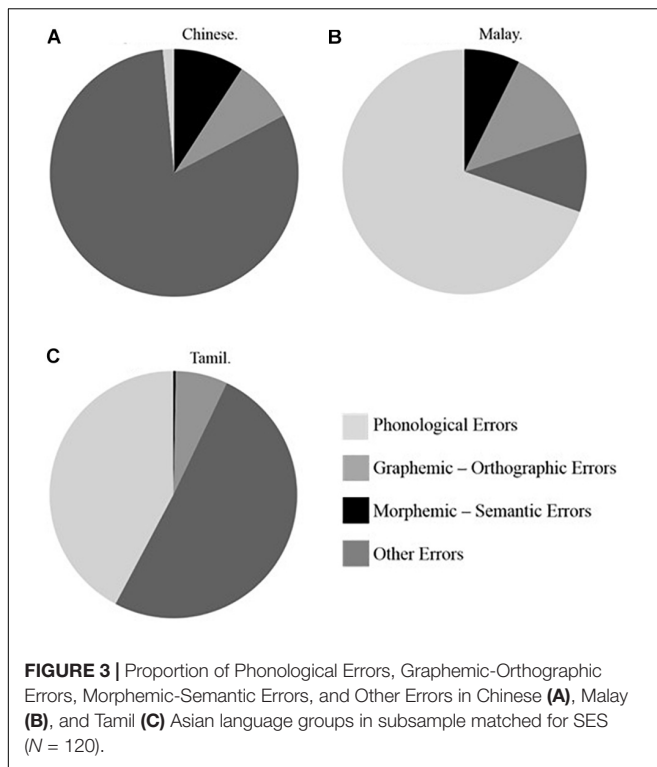 A
Chinese.
B
Malay.
C
Tamil.
Phonological Errors
Graphemic – Orthographic Errors
Morphemic – Semantic Errors
Other Errors
FIGURE 3 | Proportion of Phonological Errors, Graphemic-Orthographic
Errors, Morphemic-Semantic Errors, and Other Errors in Chinese (A), Malay
(B), and Tamil (C) Asian language groups in subsample matched for SES
(N = 120).